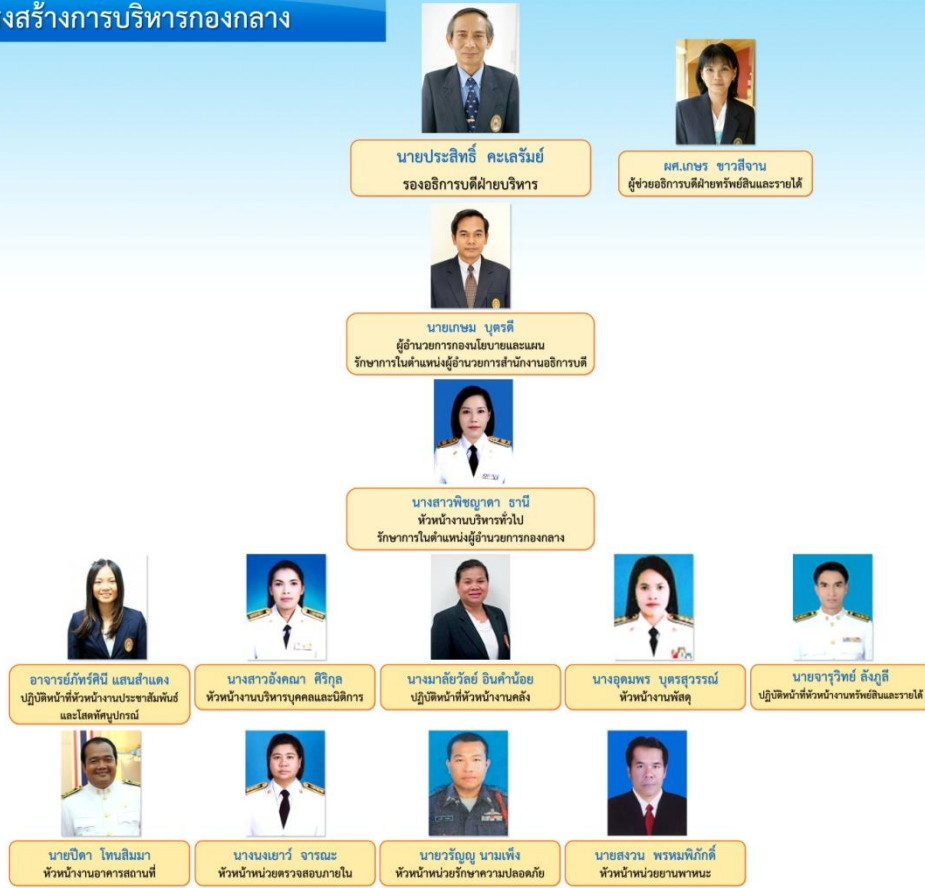 งสร้างการบริหารกองกลาง
นายประสิทธิ์ คะเลรัมย์
รองอธิการบดีฝ่ายบริหาร
ผศ.เกษร ขาวสีจาน
ผู้ช่วยอธิการบดีฝ่ายทรัพย์สินและรายได้
นายเกษม บุตรดี
ผู้อำนวยการกองนโยบายและแผน
รักษาการในตำแหน่งผู้อำนวยการสำนักงานอธิการบดี
นางสาวพิชญาดา ธานี
หัวหน้างานบริหารทั่วไป
รักษาการในตำแหน่งผู้อำนวยการกองกลาง
อาจารย์ภัทร์ศินี แสนสำแดง
ปฏิบัติหน้าที่หัวหน้างานประชาสัมพันธ์
และโสตทัศนูปกรณ์
นางสาวอังคณา ศิริกุล
หัวหน้างานบริหารบุคคลและนิติการ
นางมาลัยวัลย์ อินคำน้อย
ปฏิบัติหน้าที่หัวหน้างานคลัง
นางอุดมพร บุตรสุวรรณ์
หัวหน้างานพัสดุ
นายจารุวิทย์ ลังภูลี
ปฏิบัติหน้าที่หัวหน้างานทรัพย์สินและรายได้
นายปิดา โทนสิมมา
หัวหน้างานอาคารสถานที่
นางนงเยาว์ จารณะ
หัวหน้าหน่วยตรวจสอบภายใน
นายวรัญญู นามเพ็ง
หัวหน้าหน่วยรักษาความปลอดภัย
นายสงวน พรหมพิภักดิ์
หัวหน้าหน่วยยานพาหนะ